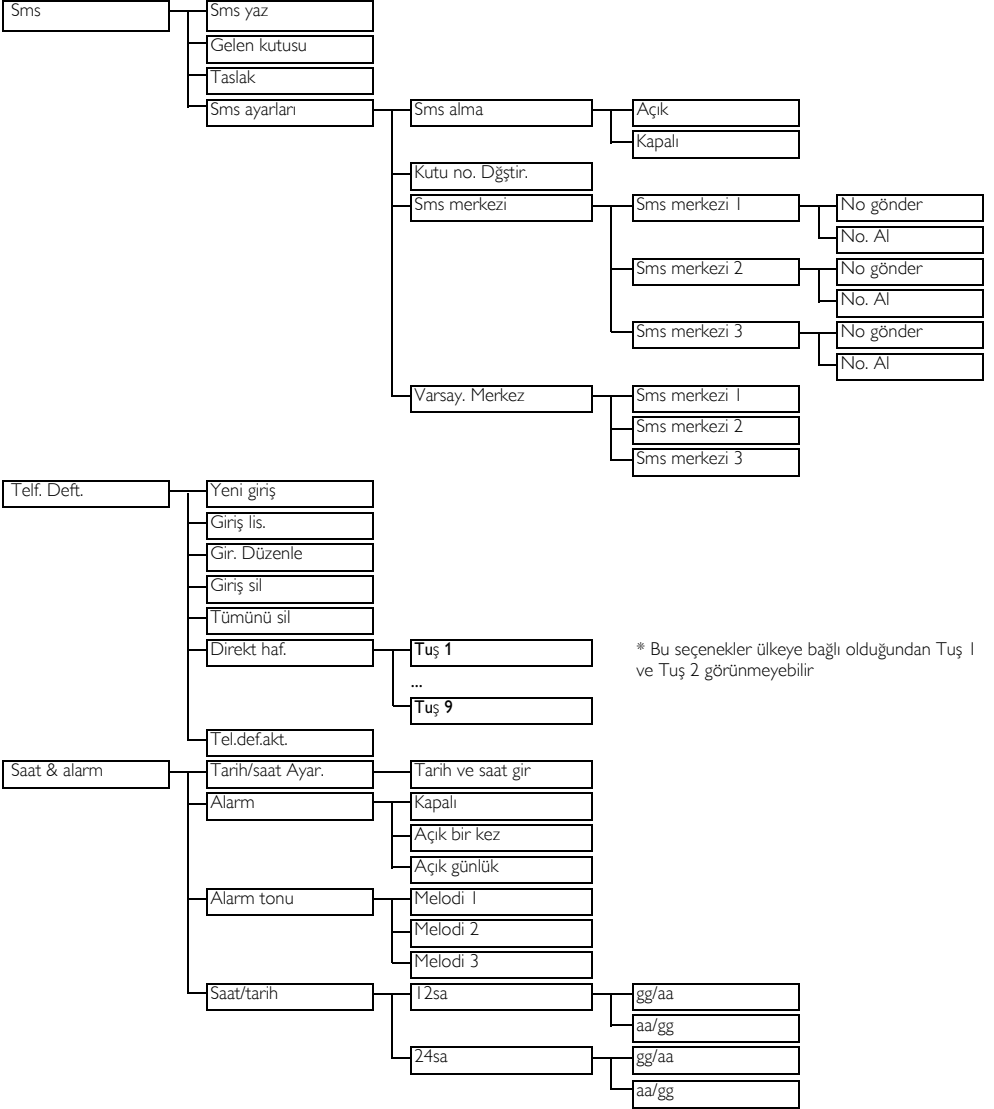 Sms
Sms yaz
Gelen kutusu
Taslak
Sms ayarları
Sms alma
Açık
Kapalı
Kutu no. Dğştir.
Sms merkezi
Sms merkezi 1
No gönder
No. Al
Sms merkezi 2
No gönder
No. Al
Sms merkezi 3
No gönder
No. Al
Varsay. Merkez
Sms merkezi 1
Sms merkezi 2
Sms merkezi 3
Telf. Deft.
Yeni giriş
Giriş lis.
Gir. Düzenle
Giriş sil
Tümünü sil
Direkt haf.
Tuş 1
...
Tuş 9
* Bu seçenekler ülkeye bağlı olduğundan Tuş 1
ve Tuş 2 görünmeyebilir
Tel.def.akt.
Saat & alarm
Tarih/saat Ayar.
Tarih ve saat gir
Alarm
Kapalı
Açık bir kez
Açık günlük
Alarm tonu
Melodi 1
Melodi 2
Melodi 3
Saat/tarih
12sa
gg/aa
aa/gg
24sa
gg/aa
aa/gg